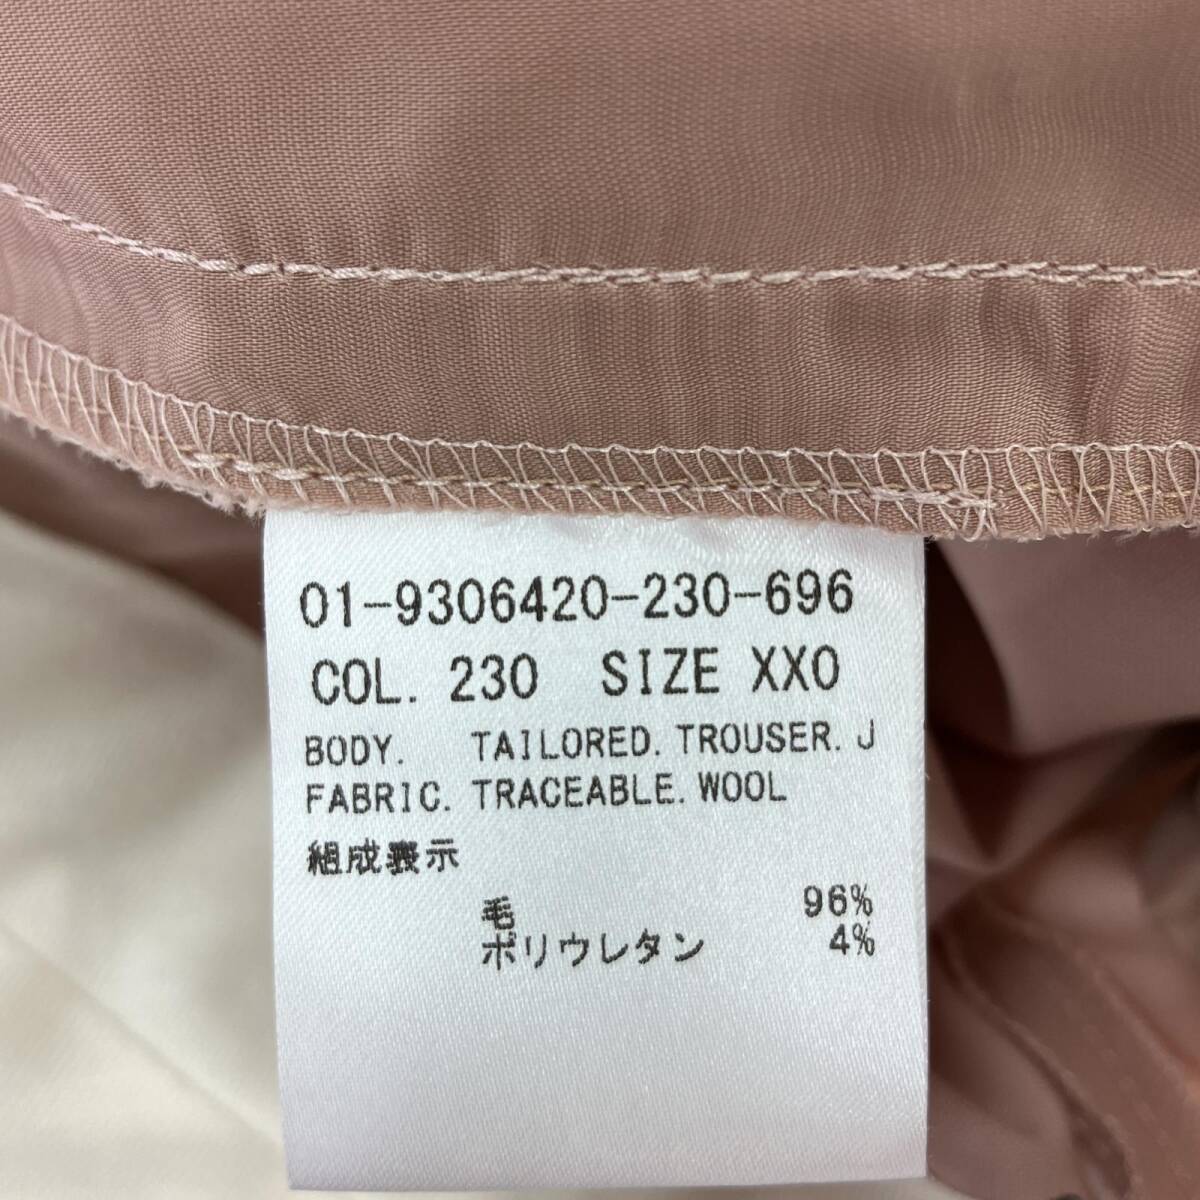 01-9306420-230-696
COL. 230 SIZE XXO
BODY. TAILORED. TROUSER. J
FABRIC. TRACEABLE. WOOL
組成表示
毛 96%
ポリウレタン 4%